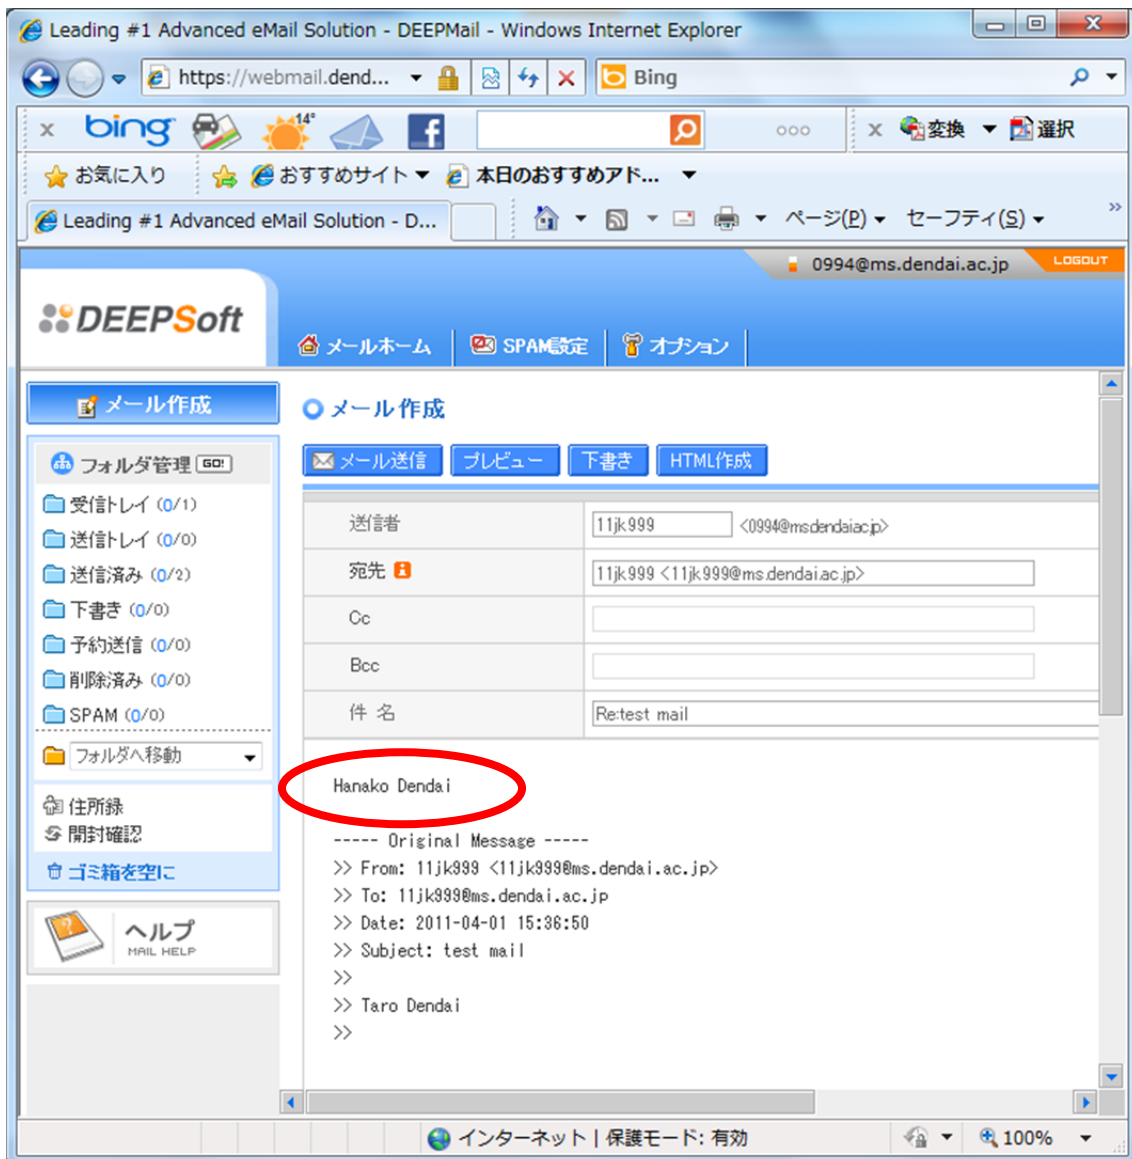 Leading #1 Advanced eMail Solution - DEEPMail - Windows Internet Explorer
https://webmail.dend...
Bing
x bing 14° x 変換 選択
お気に入り おすすめサイト 本日のおすすめアド...
Leading #1 Advanced eMail Solution - D... ページ(P) セーフティ(S) »
0994@ms.dendai.ac.jp LOGOUT
DEEPSoft
メールホーム SPAM設定 オプション
メール作成
フォルダ管理 GO!
受信トレイ (0/1)
送信トレイ (0/0)
送信済み (0/2)
下書き (0/0)
予約送信 (0/0)
削除済み (0/0)
SPAM (0/0)
フォルダへ移動
住所録
開封確認
ゴミ箱を空に
ヘルプ
MAIL HELP
メール作成
メール送信 プレビュー 下書き HTML作成
送信者 11jk999 <0994@ms.dendai.ac.jp>
宛先 11jk999 <11jk999@ms.dendai.ac.jp>
Cc
Bcc
件 名 Re:test mail
Hanako Dendai
----- Original Message -----
>> From: 11jk999 <11jk999@ms.dendai.ac.jp>
>> To: 11jk999@ms.dendai.ac.jp
>> Date: 2011-04-01 15:36:50
>> Subject: test mail
>>
>> Taro Dendai
>>
インターネット | 保護モード: 有効 100%